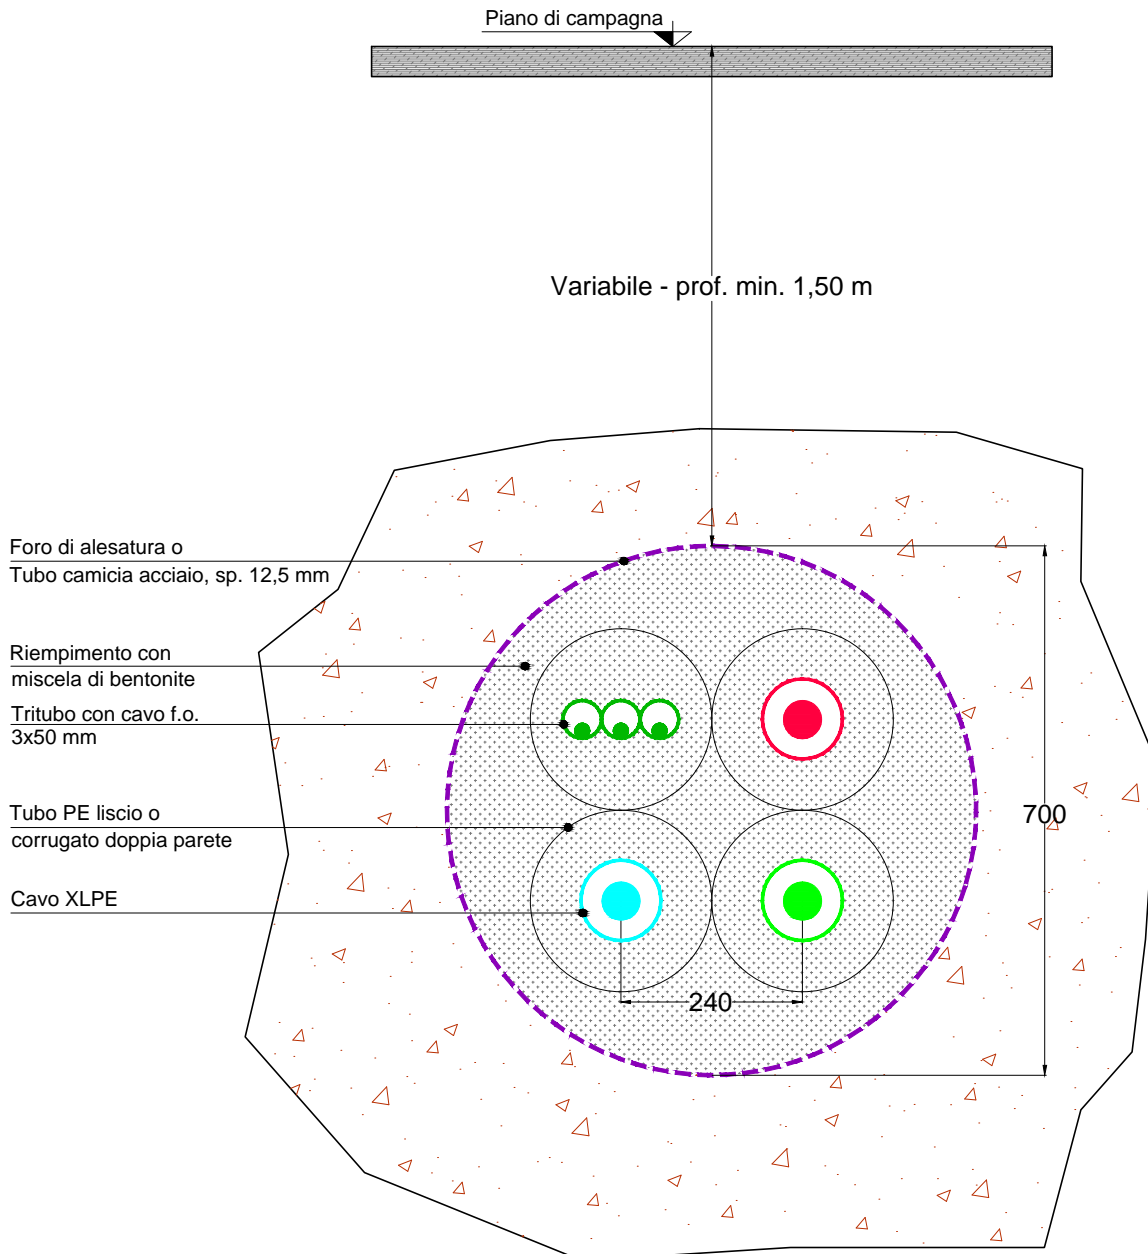 Piano di campagna
Variabile - prof. min. 1,50 m
Foro di alesatura o
Tubo camicia acciaio, sp. 12,5 mm
Riempimento con
miscela di bentonite
Tritubo con cavo f.o.
3x50 mm
Tubo PE liscio o
corrugato doppia parete
Cavo XLPE
700
240